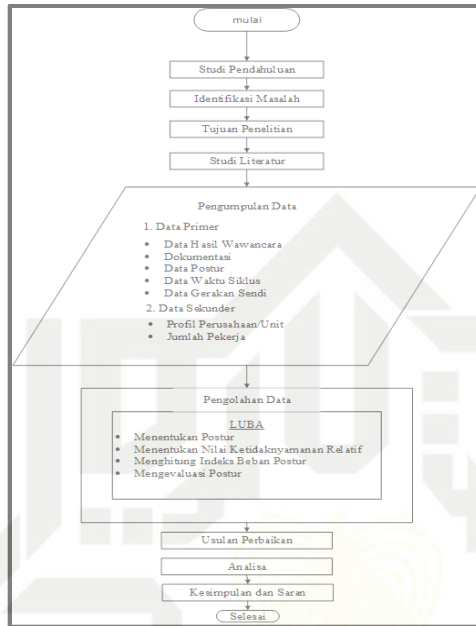 mulai
Studi Pendahuluan
Identifikasi Masalah
Tujuan Penelitian
Studi Literatur
Pengumpulan Data
1. Data Primer
• Data Hasil Wawancara
• Dokumentasi
• Data Postur
• Data Waktu Siklus
• Data Gerakan Sendi
2. Data Sekunder
• Profil Perusahaan/Unit
• Jumlah Pekerja
Pengolahan Data
LUBA
• Menentukan Postur
• Menentukan Nilai Ketidaknyamanan Relatif
• Menghitung Indeks Beban Postur
• Mengevaluasi Postur
Usulan Perbaikan
Analisa
Kesimpulan dan Saran
Selesai